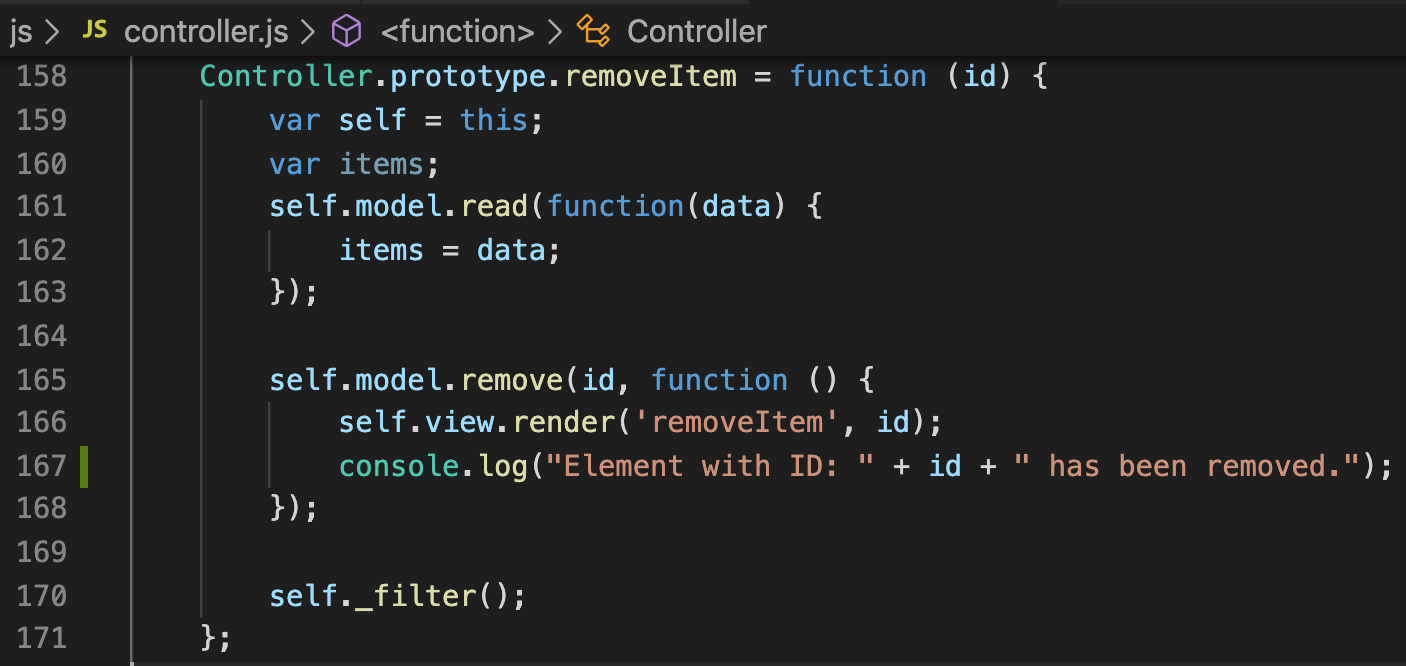 js > JS controller.js > <function> > Controller
158 Controller.prototype.removeItem = function (id) {
159 var self = this;
160 var items;
161 self.model.read(function(data) {
162 items = data;
163 });
164
165 self.model.remove(id, function () {
166 self.view.render('removeItem', id);
167 console.log("Element with ID: " + id + " has been removed.");
168 });
169
170 self._filter();
171 };